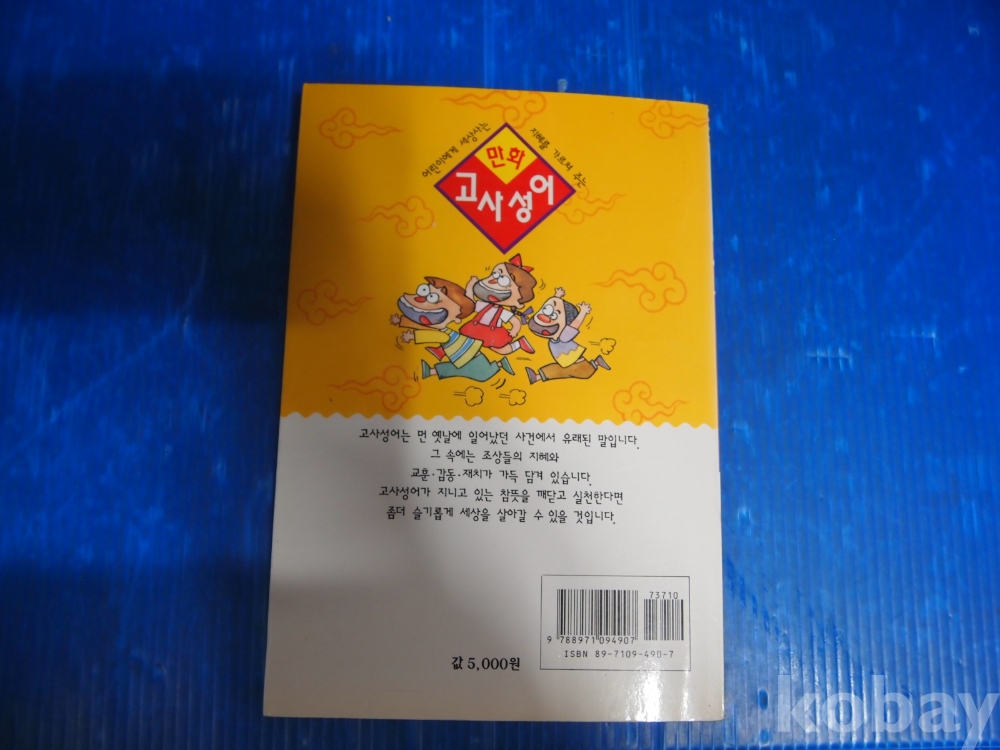 어린이에게 세상사는 지혜를 가르쳐 주는
만화
고사성어
고사성어는 먼 옛날에 일어났던 사건에서 유래된 말입니다.
그 속에는 조상들의 지혜와
교훈·감동·재치가 가득 담겨 있습니다.
고사성어가 지니고 있는 참뜻을 깨닫고 실천한다면
좀더 슬기롭게 세상을 살아갈 수 있을 것입니다.
73710
9 788971 094907
ISBN 89-7109-490-7
값 5,000원
kobay